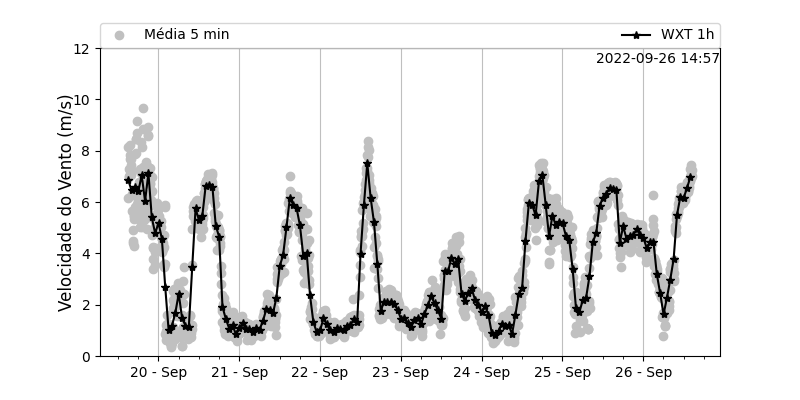 Média 5 min
WXT 1h
2022-09-26 14:57
Velocidade do Vento (m/s)
12
10
8
6
4
2
0
20 - Sep
21 - Sep
22 - Sep
23 - Sep
24 - Sep
25 - Sep
26 - Sep